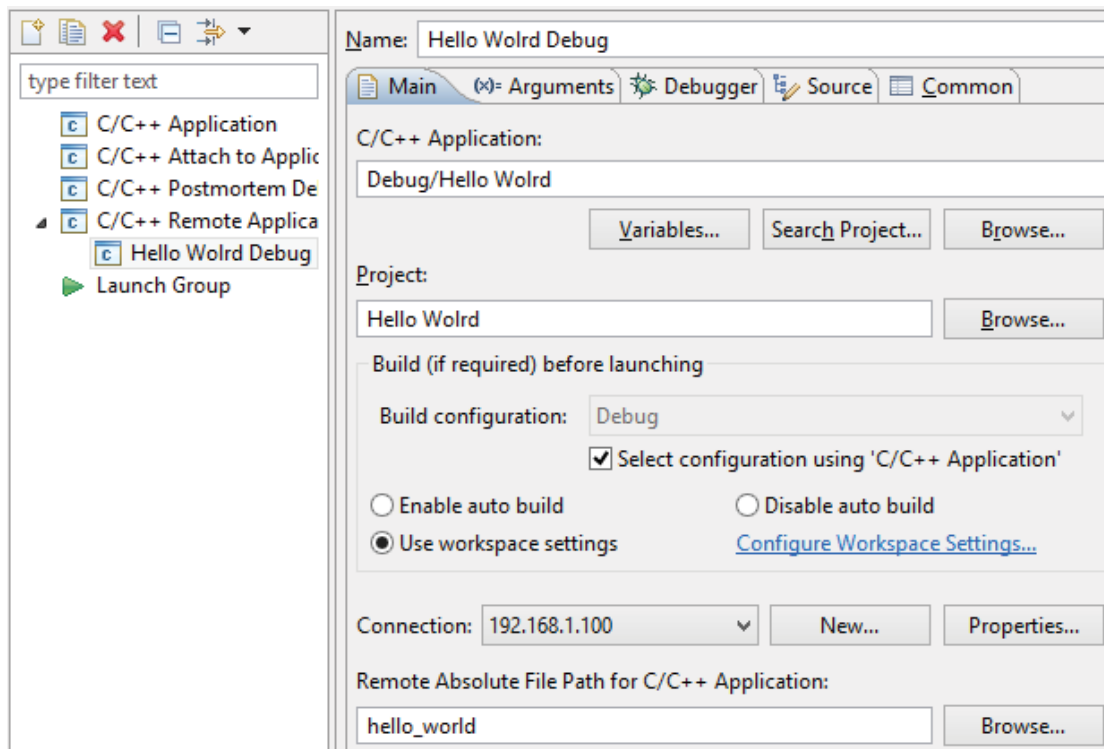 type filter text
C/C++ Application
C/C++ Attach to Applic
C/C++ Postmortem De
C/C++ Remote Applica
Hello Wolrd Debug
Launch Group
Name: Hello Wolrd Debug
Main (x)= Arguments Debugger Source Common
C/C++ Application:
Debug/Hello Wolrd
Variables... Search Project... Browse...
Project:
Hello Wolrd Browse...
Build (if required) before launching
Build configuration: Debug
Select configuration using 'C/C++ Application'
Enable auto build Disable auto build
Use workspace settings Configure Workspace Settings...
Connection: 192.168.1.100 New... Properties...
Remote Absolute File Path for C/C++ Application:
hello_world Browse...